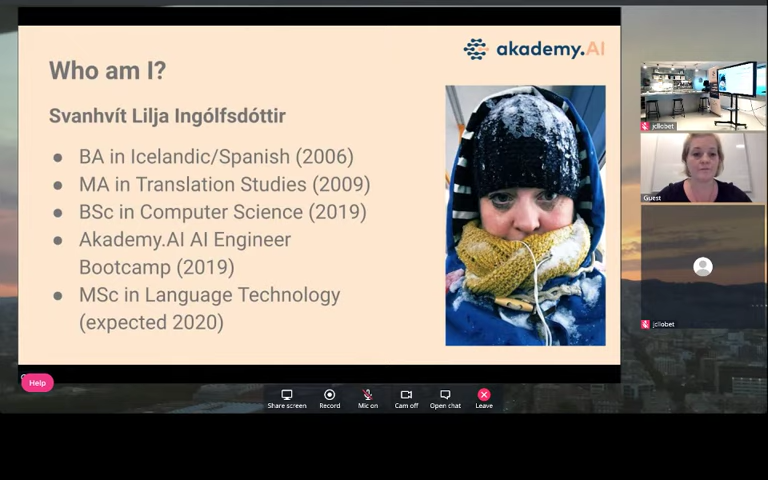 akademy.AI
Who am I?
Svanhvít Lilja Ingólfsdóttir
● BA in Icelandic/Spanish (2006)
● MA in Translation Studies (2009)
● BSc in Computer Science (2019)
● Akademy.AI AI Engineer
Bootcamp (2019)
● MSc in Language Technology
(expected 2020)
jcllobet
Guest
jcllobet
Help
Share screen
Record
Mic on
Cam off
Open chat
Leave